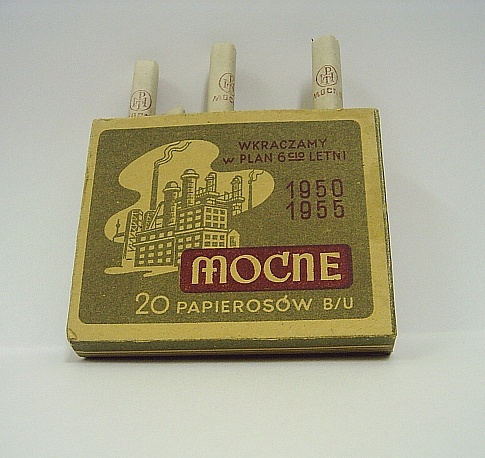 WKRACZAMY
W PLAN 6CIO LETNI
1950
1955
MOCNE
20 PAPIEROSÓW B/U